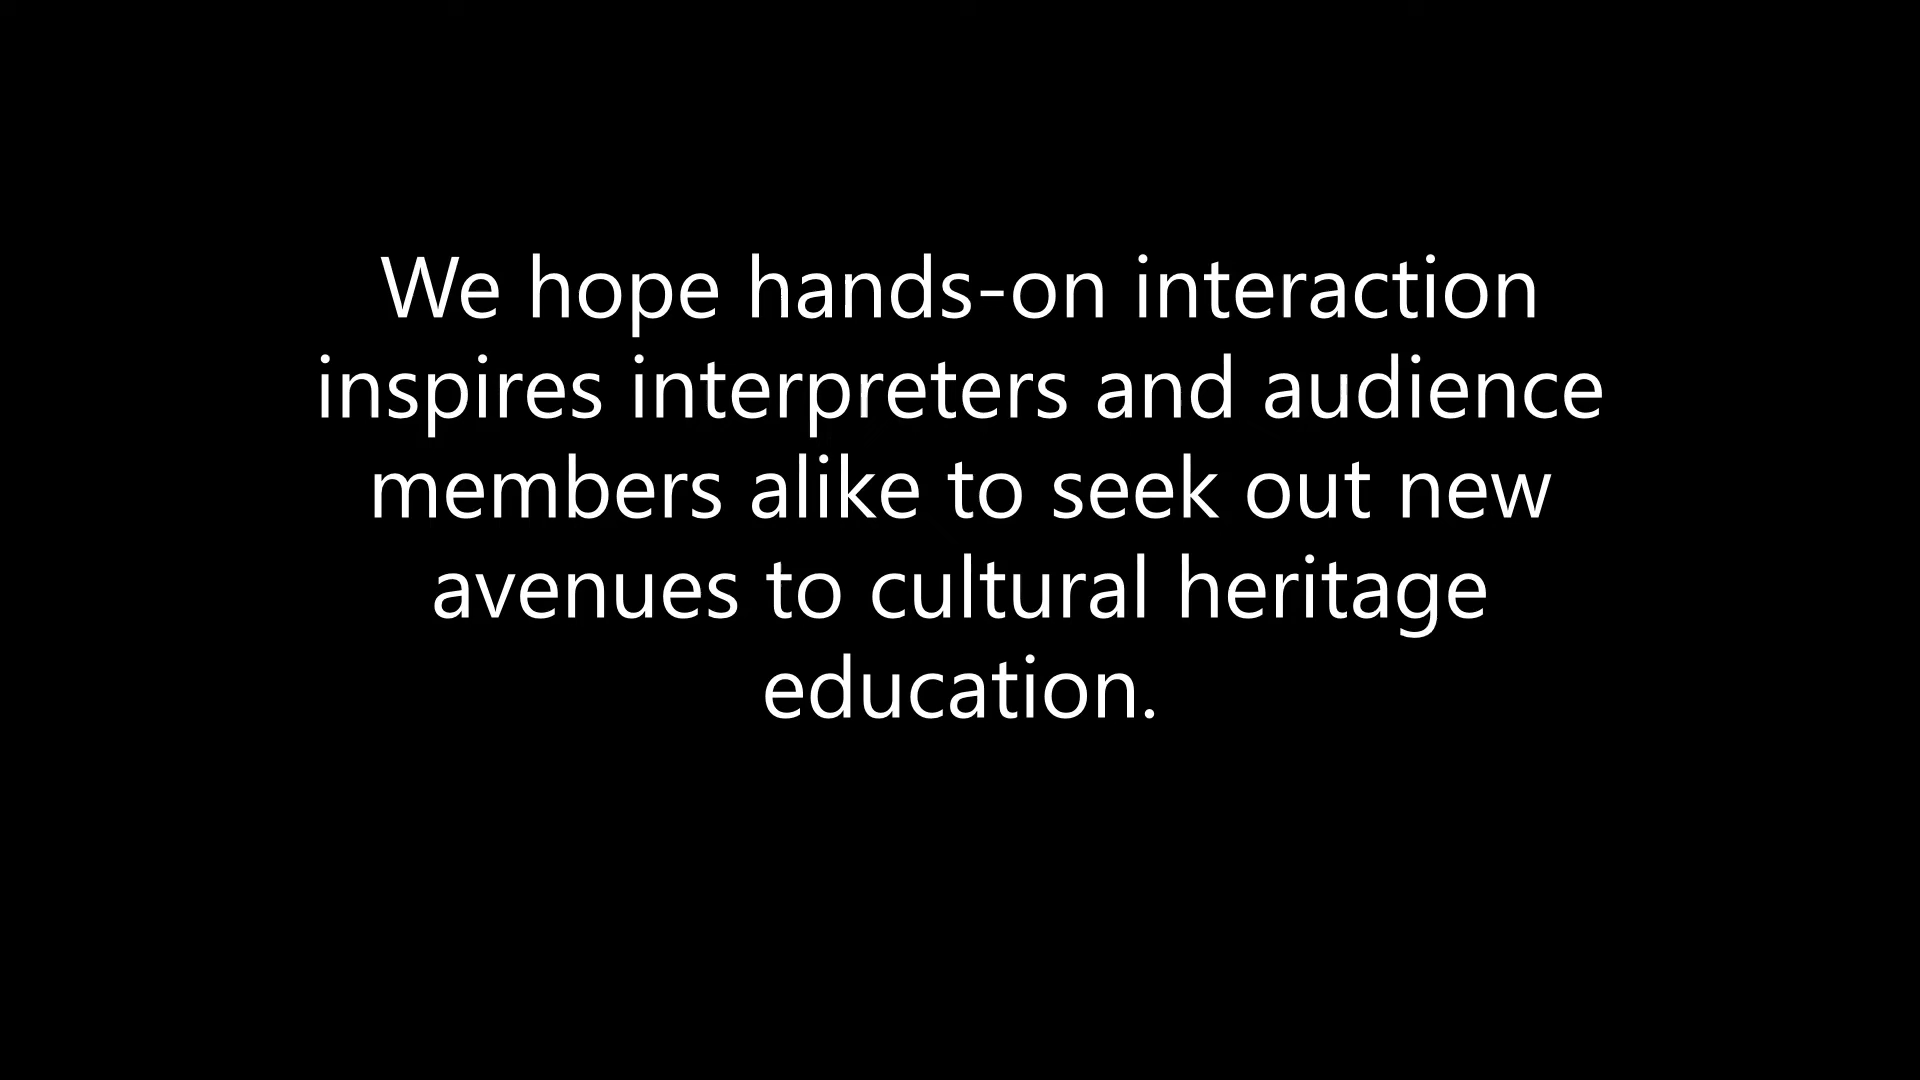 We hope hands-on interaction
inspires interpreters and audience
members alike to seek out new
avenues to cultural heritage
education.